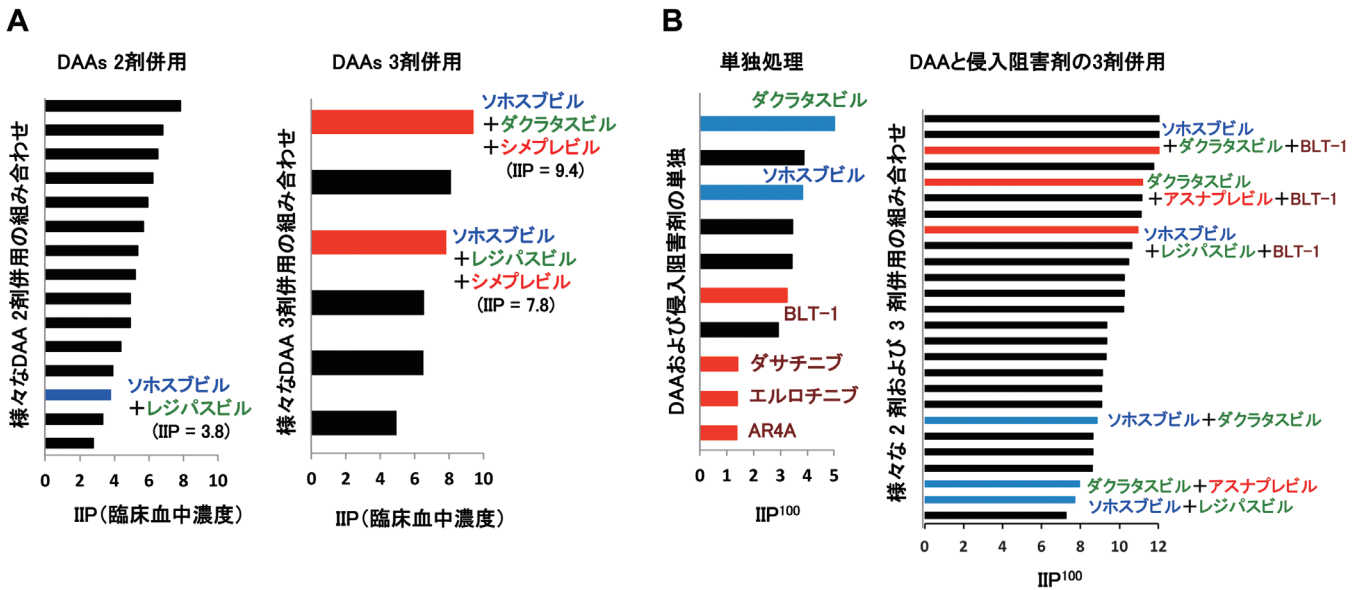 A
DAAs 2剤併用
様々なDAA 2剤併用の組み合わせ
ソホスブビル
+レジパスビル
(IIP = 3.8)
0 2 4 6 8 10
IIP(臨床血中濃度)
DAAs 3剤併用
様々なDAA 3剤併用の組み合わせ
ソホスブビル
+ダクラタスビル
+シメプレビル
(IIP = 9.4)
ソホスブビル
+レジパスビル
+シメプレビル
(IIP = 7.8)
0 2 4 6 8 10
IIP(臨床血中濃度)
B
単独処理
DAAおよび侵入阻害剤の単独
ダクラタスビル
ソホスブビル
BLT-1
ダサチニブ
エルロチニブ
AR4A
0 1 2 3 4 5
IIP¹⁰⁰
DAAと侵入阻害剤の3剤併用
様々な 2 剤および 3 剤併用の組み合わせ
ソホスブビル
+ダクラタスビル+BLT-1
ダクラタスビル
+アスナプレビル+BLT-1
ソホスブビル
+レジパスビル+BLT-1
ソホスブビル+ダクラタスビル
ダクラタスビル+アスナプレビル
ソホスブビル+レジパスビル
0 2 4 6 8 10 12
IIP¹⁰⁰